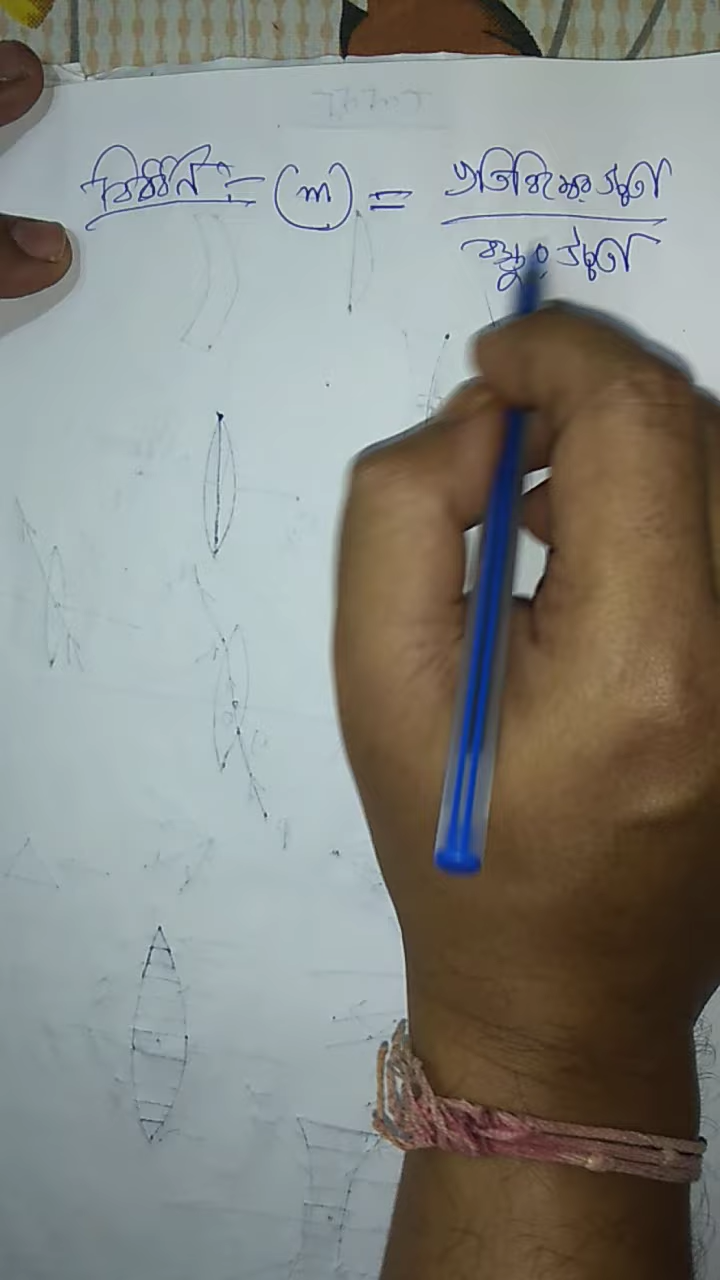 বিবর্ধন :- (m) = প্রতিবিম্বের উচ্চতা
বস্তুর উচ্চতা